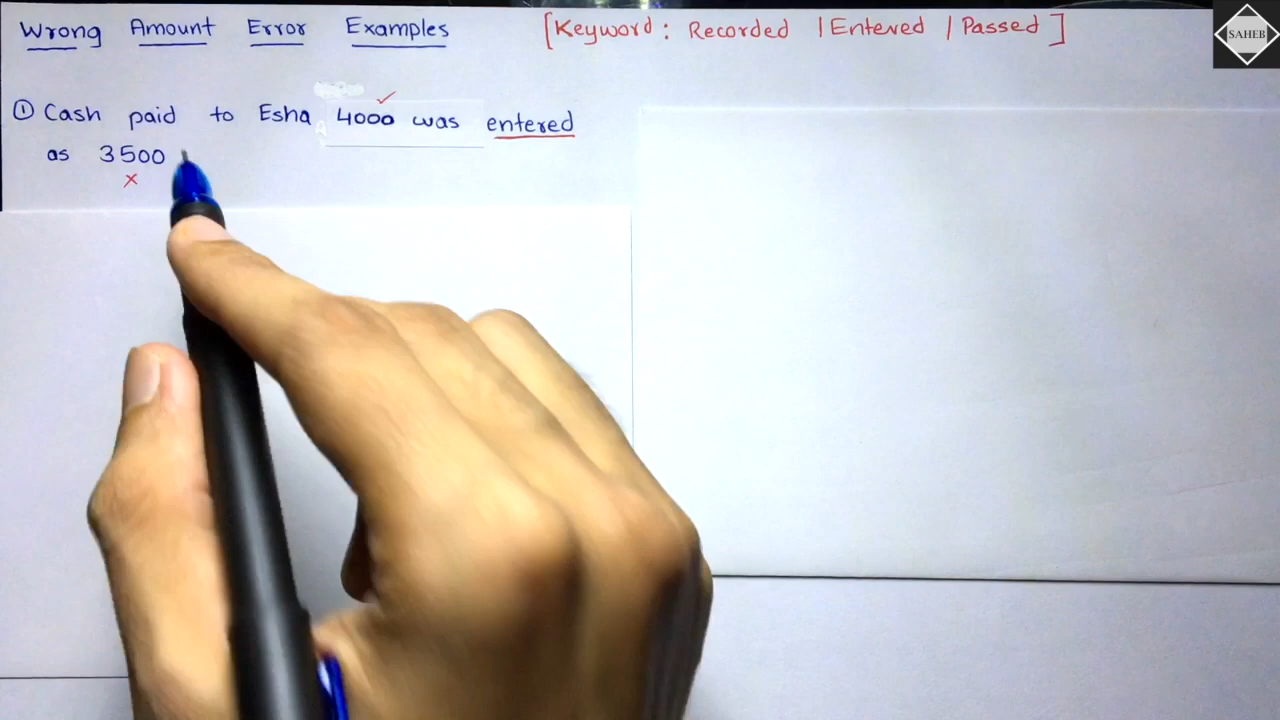 Wrong Amount Error Examples [Keyword: Recorded | Entered | Passed]
① Cash paid to Esha 4000 was entered
as 3500
SAHEB